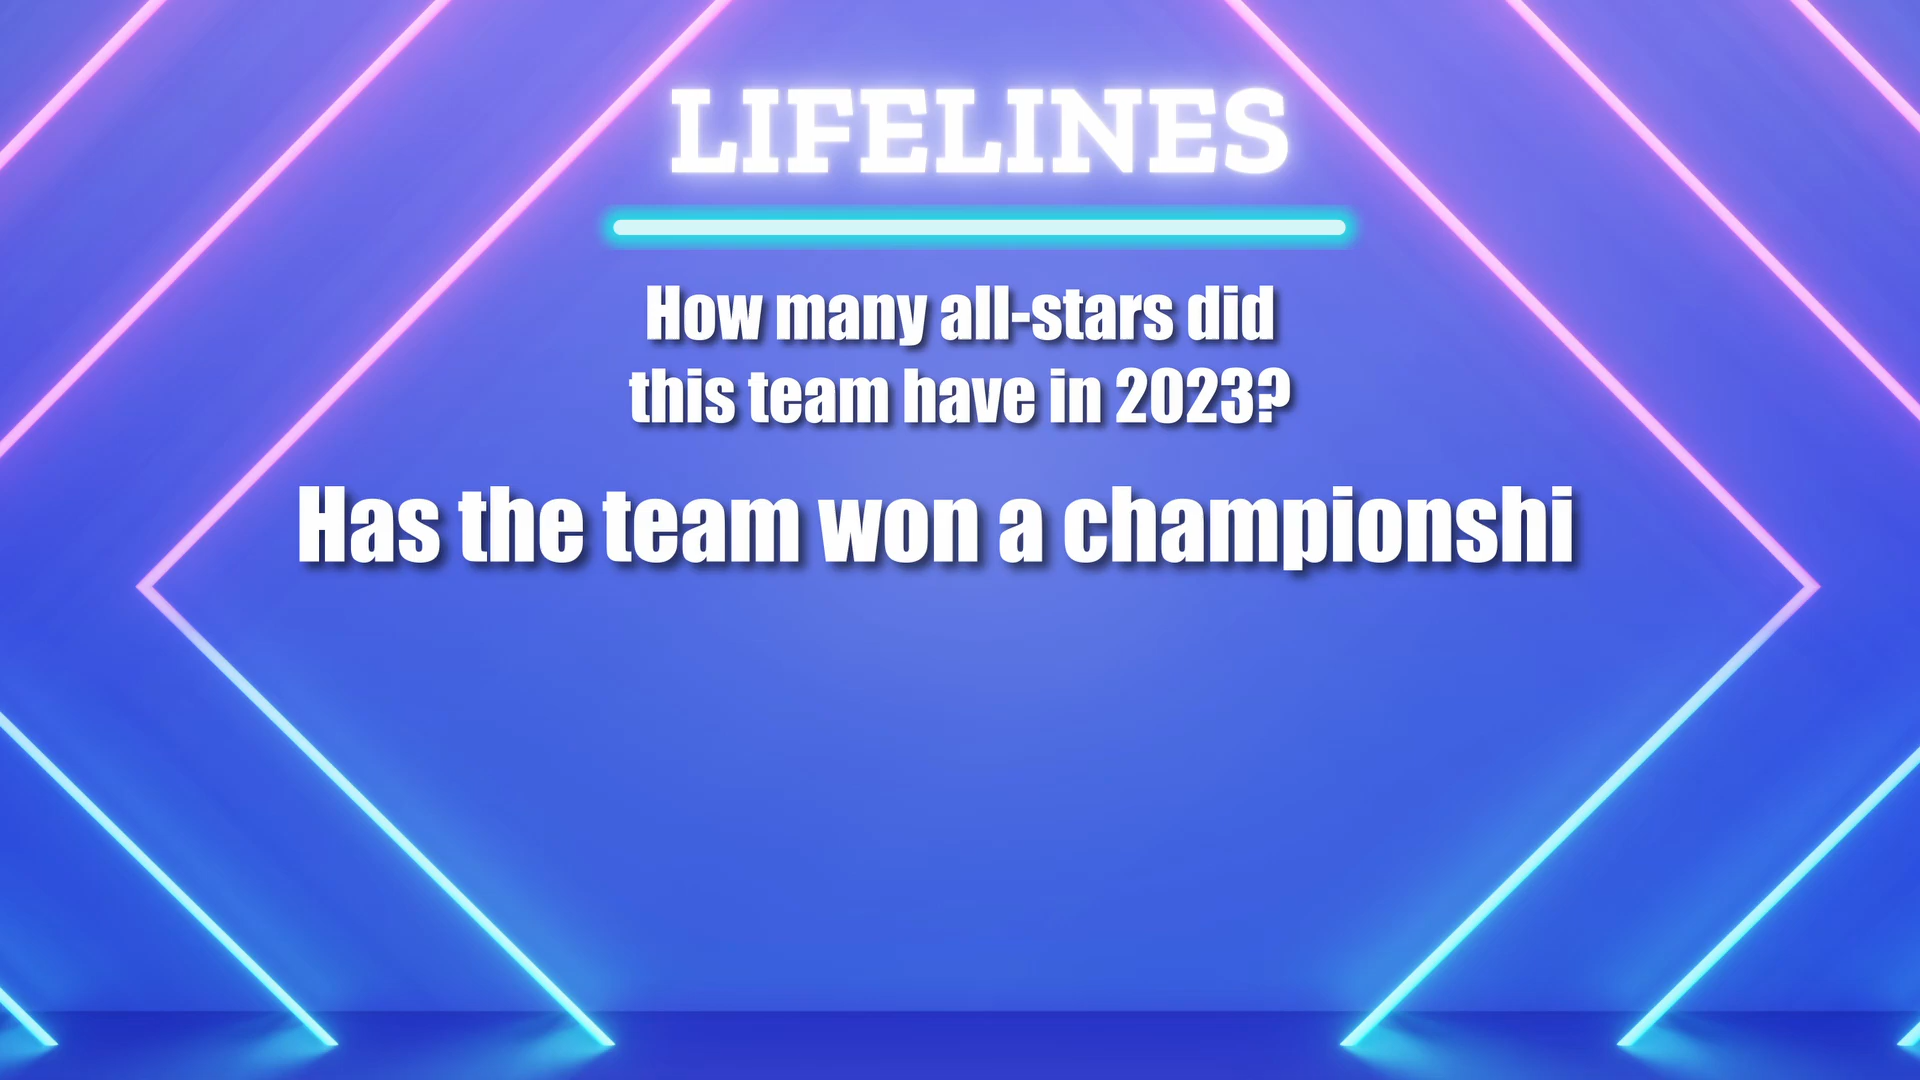 LIFELINES
How many all-stars did
this team have in 2023?
Has the team won a championshi